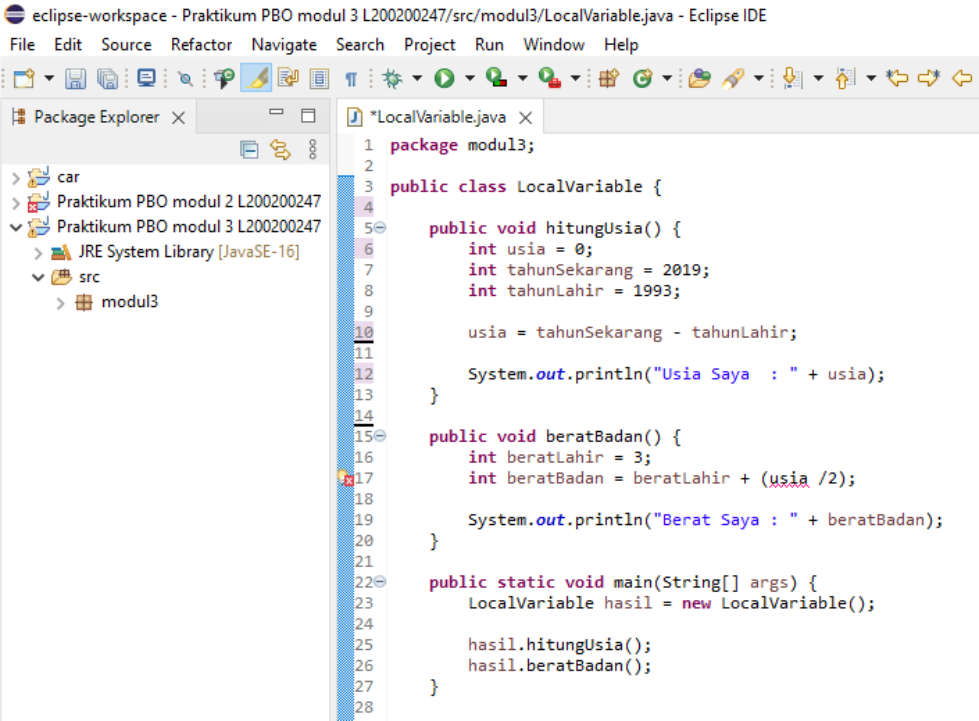 eclipse-workspace - Praktikum PBO modul 3 L200200247/src/modul3/LocalVariable.java - Eclipse IDE
File Edit Source Refactor Navigate Search Project Run Window Help
Package Explorer
car
Praktikum PBO modul 2 L200200247
Praktikum PBO modul 3 L200200247
JRE System Library [JavaSE-16]
src
modul3
*LocalVariable.java
1 package modul3;
2
3 public class LocalVariable {
4
5 public void hitungUsia() {
6 int usia = 0;
7 int tahunSekarang = 2019;
8 int tahunLahir = 1993;
9
10 usia = tahunSekarang - tahunLahir;
11
12 System.out.println("Usia Saya  : " + usia);
13 }
14
15 public void beratBadan() {
16 int beratLahir = 3;
17 int beratBadan = beratLahir + (usia /2);
18
19 System.out.println("Berat Saya : " + beratBadan);
20 }
21
22 public static void main(String[] args) {
23 LocalVariable hasil = new LocalVariable();
24
25 hasil.hitungUsia();
26 hasil.beratBadan();
27 }
28